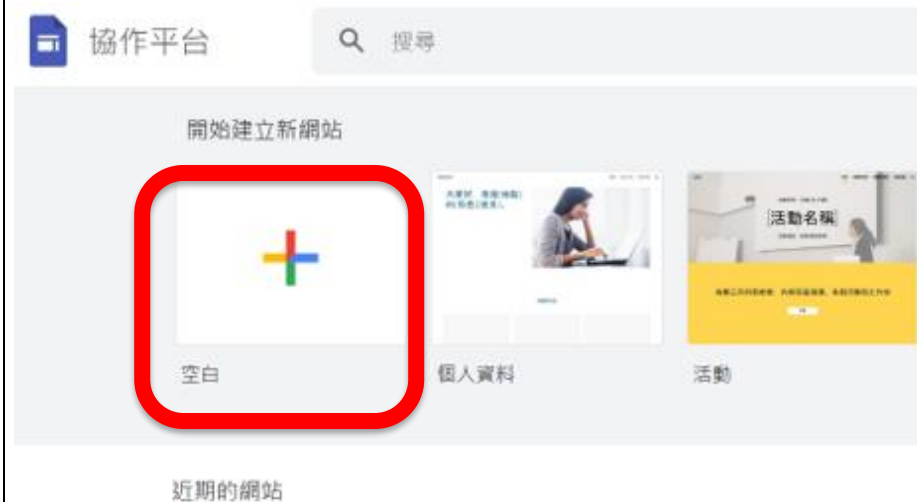 協作平台
搜尋
開始建立新網站
活動名稱
空白
個人資料
活動
近期的網站